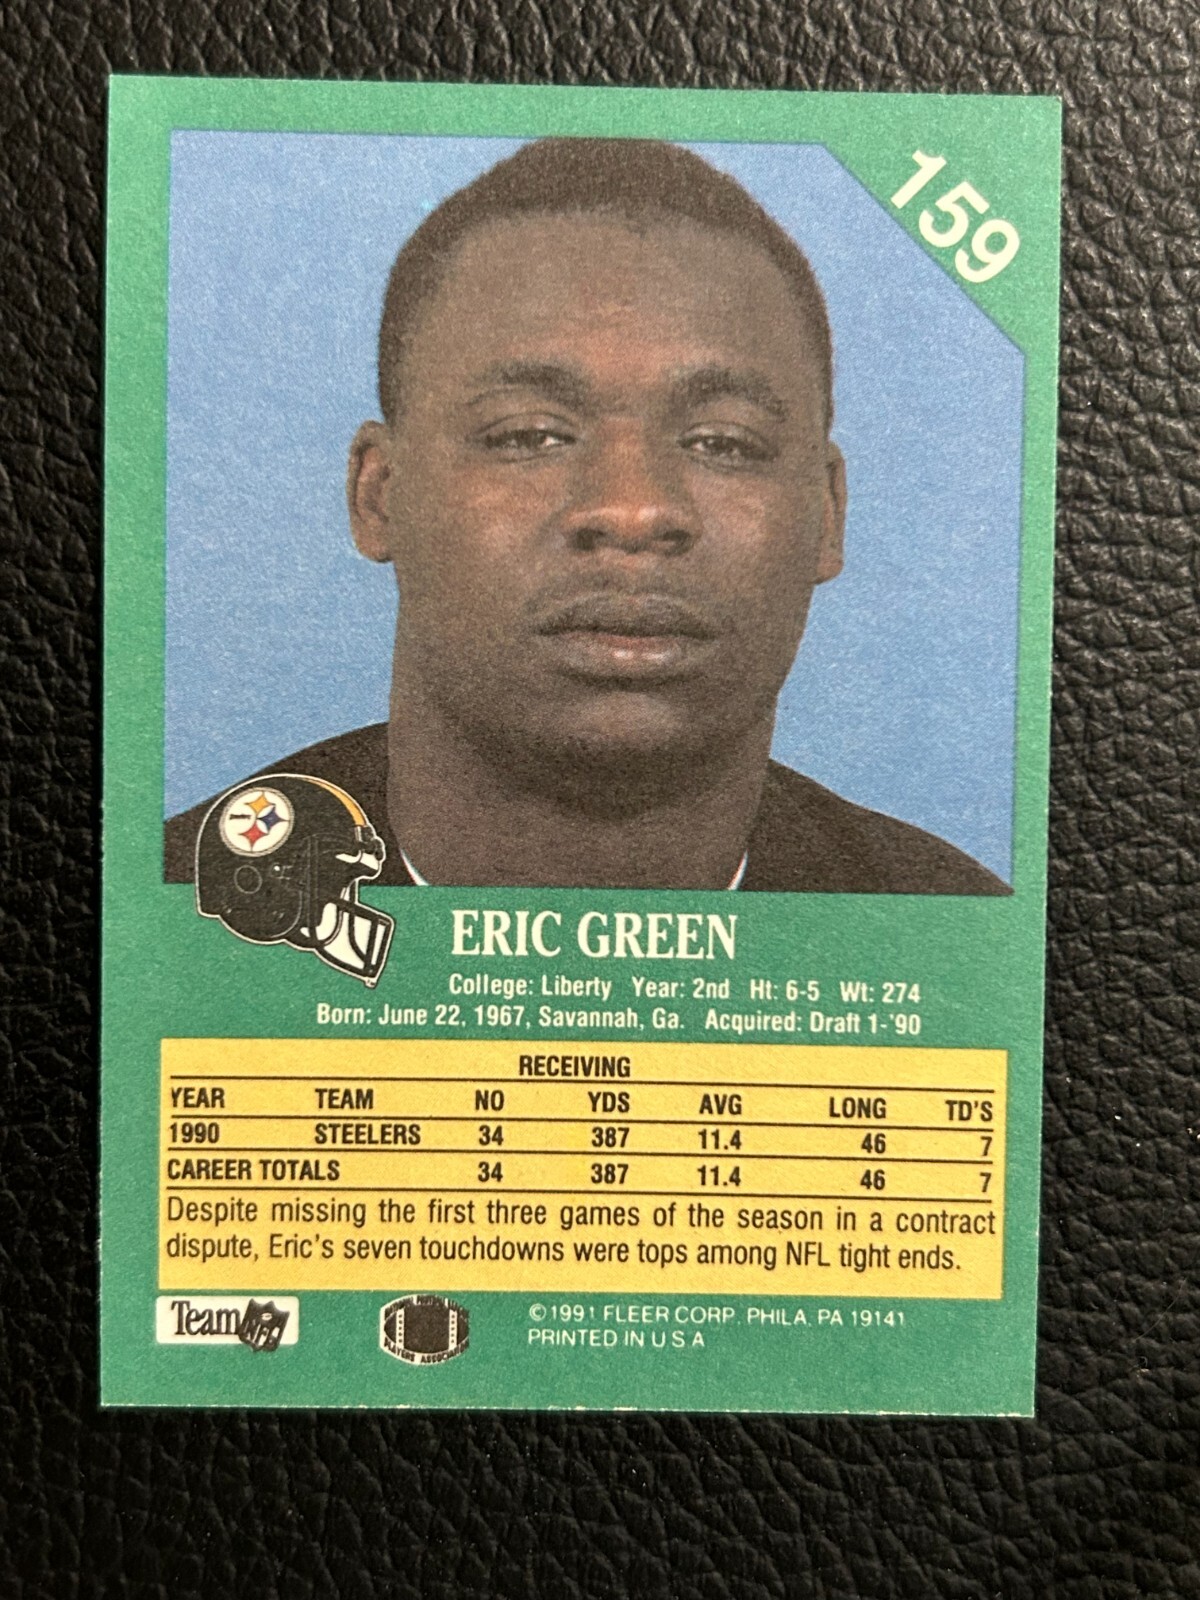 159
Steelers
ERIC GREEN
College: Liberty Year: 2nd Ht: 6-5 Wt: 274
Born: June 22, 1967, Savannah, Ga. Acquired: Draft 1-'90
RECEIVING
YEAR TEAM NO YDS AVG LONG TD'S
1990 STEELERS 34 387 11.4 46 7
CAREER TOTALS 34 387 11.4 46 7
Despite missing the first three games of the season in a contract
dispute, Eric's seven touchdowns were tops among NFL tight ends.
Team NFL
PLAYERS
©1991 FLEER CORP. PHILA. PA 19141
PRINTED IN U S A